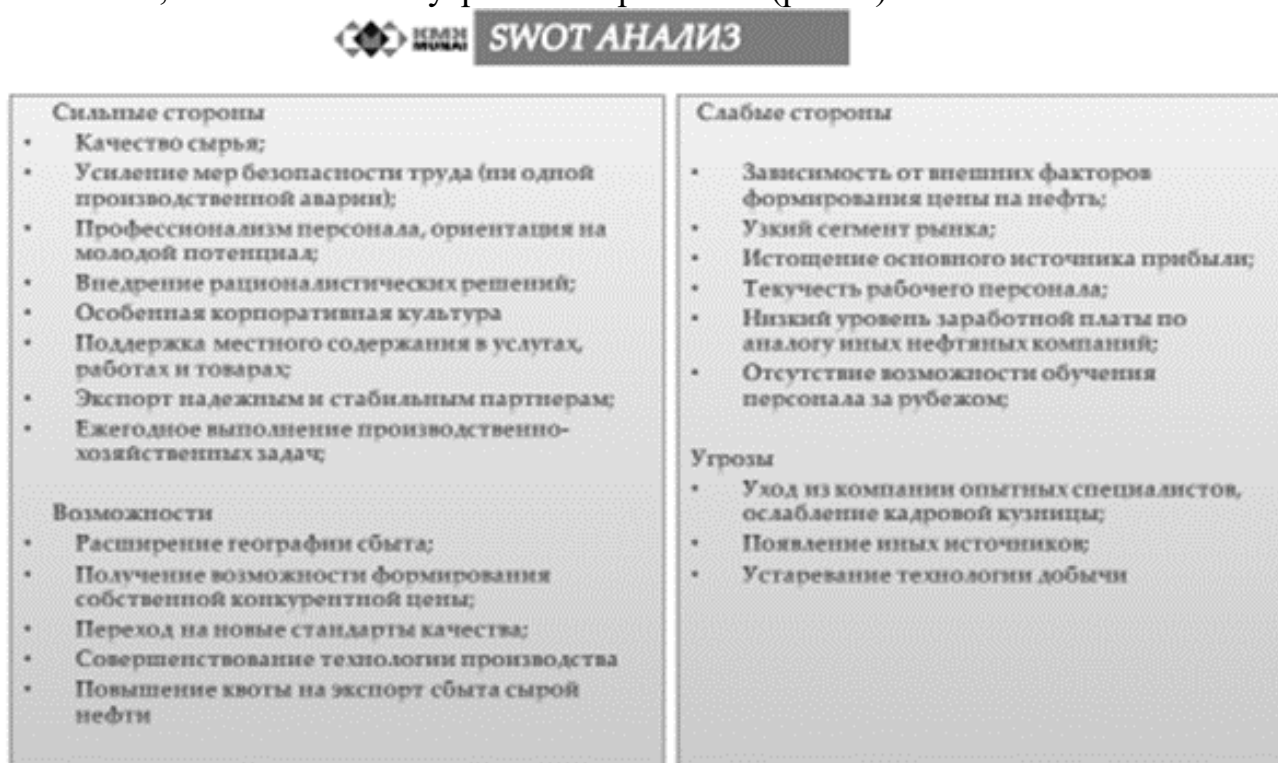 SWOT АНАЛИЗ
Сильные стороны
• Качество сырья;
• Усиление мер безопасности труда (ни одной
производственной аварии);
• Профессионализм персонала, ориентация на
молодой потенциал;
• Внедрение рационалистических решений;
• Особенная корпоративная культура
• Поддержка местного содержания в услугах,
работах и товарах;
• Экспорт надежным и стабильным партнерам;
• Ежегодное выполнение производственно-
хозяйственных задач;
Возможности
• Расширение географии сбыта;
• Получение возможности формирования
собственной конкурентной цены;
• Переход на новые стандарты качества;
• Совершенствование технологии производства
• Повышение квоты на экспорт сбыта сырой
нефти
Слабые стороны
• Зависимость от внешних факторов
формирования цены на нефть;
• Узкий сегмент рынка;
• Истощение основного источника прибыли;
• Текучесть рабочего персонала;
• Низкий уровень заработной платы по
аналогу иных нефтяных компаний;
• Отсутствие возможности обучения
персонала за рубежом;
Угрозы
• Уход из компании опытных специалистов,
ослабление кадровой кузницы;
• Появление иных источников;
• Устаревание технологии добычи